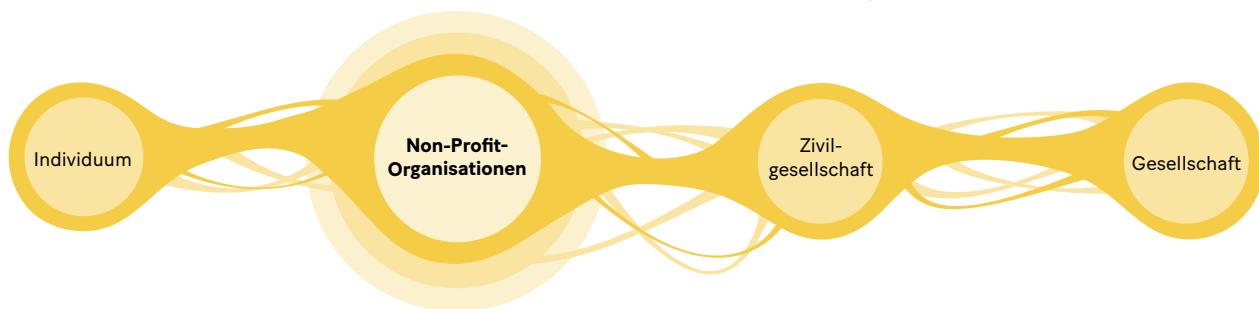 Individuum
Non-Profit-
Organisationen
Zivil-
gesellschaft
Gesellschaft